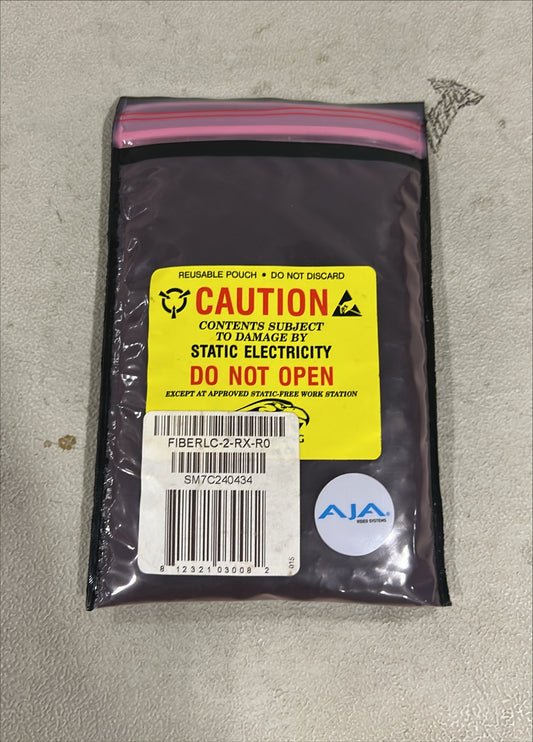 REUSABLE POUCH • DO NOT DISCARD
CAUTION
CONTENTS SUBJECT
TO DAMAGE BY
STATIC ELECTRICITY
DO NOT OPEN
EXCEPT AT APPROVED STATIC-FREE WORK STATION
FIBERLC-2-RX-R0
SM7C240434
8 12321 03008 2
01S
AJA
VIDEO SYSTEMS